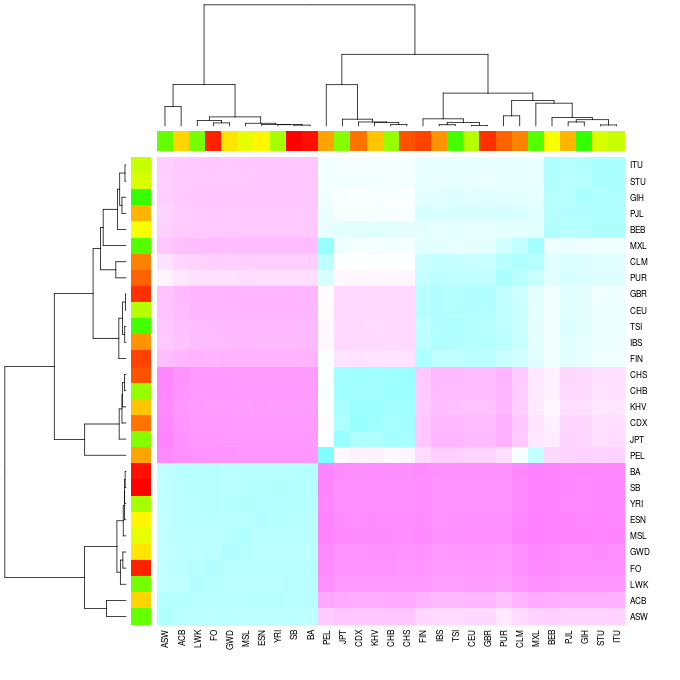 ITU
STU
GIH
PJL
BEB
MXL
CLM
PUR
GBR
CEU
TSI
IBS
FIN
CHS
CHB
KHV
CDX
JPT
PEL
BA
SB
YRI
ESN
MSL
GWD
FO
LWK
ACB
ASW
ASW ACB LWK FO GWD MSL ESN YRI SB BA PEL JPT CDX KHV CHB CHS FIN IBS TSI CEU GBR PUR CLM MXL BEB PJL GIH STU ITU